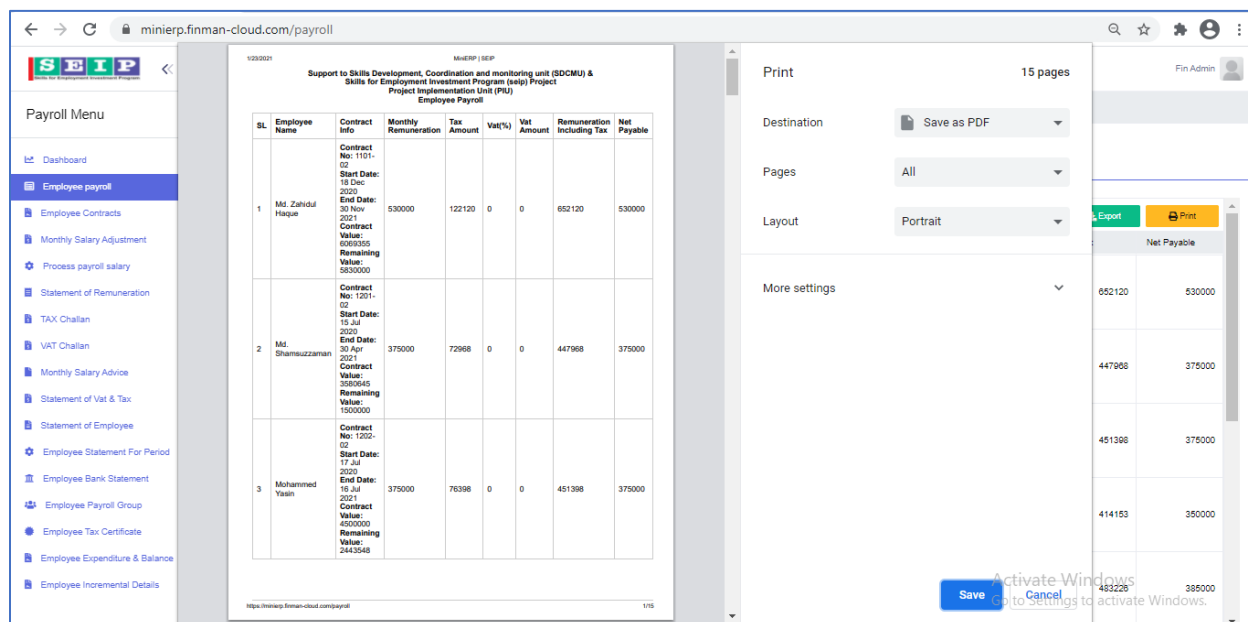 minierp.finman-cloud.com/payroll
SEIP
Skills for Employment Investment Program
Fin Admin
Payroll Menu
Dashboard
Employee payroll
Employee Contracts
Monthly Salary Adjustment
Process payroll salary
Statement of Remuneration
TAX Challan
VAT Challan
Monthly Salary Advice
Statement of Vat & Tax
Statement of Employee
Employee Statement For Period
Employee Bank Statement
Employee Payroll Group
Employee Tax Certificate
Employee Expenditure & Balance
Employee Incremental Details
1/23/2021 MiniERP | SEIP
Support to Skills Development, Coordination and monitoring unit (SDCMU) &
Skills for Employment Investment Program (seip) Project
Project Implementation Unit (PIU)
Employee Payroll
SL Employee Name Contract Info Monthly Remuneration Tax Amount Vat(%) Vat Amount Remuneration Including Tax Net Payable
Contract
No: 1101-
02
Start Date:
18 Dec
2020
End Date:
1 Md. Zahidul Haque 30 Nov 530000 122120 0 0 652120 530000
2021
Contract
Value:
6069355
Remaining
Value:
5830000
Contract
No: 1201-
02
Start Date:
15 Jul
2020
End Date:
2 Md. Shamsuzzaman 30 Apr 375000 72968 0 0 447968 375000
2021
Contract
Value:
3580645
Remaining
Value:
1500000
Contract
No: 1202-
02
Start Date:
17 Jul
2020
End Date:
3 Mohammed Yasin 16 Jul 375000 76398 0 0 451398 375000
2021
Contract
Value:
4500000
Remaining
Value:
2443548
https://minierp.finman-cloud.com/payroll 1/15
Print 15 pages
Destination Save as PDF
Pages All
Layout Portrait
More settings
Save Cancel
Export Print
Net Payable
652120 530000
447968 375000
451398 375000
414153 350000
483226 385000
Activate Windows
Go to Settings to activate Windows.